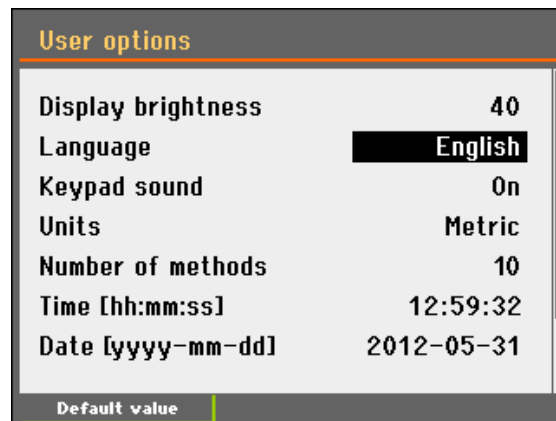 User options
Display brightness 40
Language English
Keypad sound On
Units Metric
Number of methods 10
Time [hh:mm:ss] 12:59:32
Date [yyyy-mm-dd] 2012-05-31
Default value